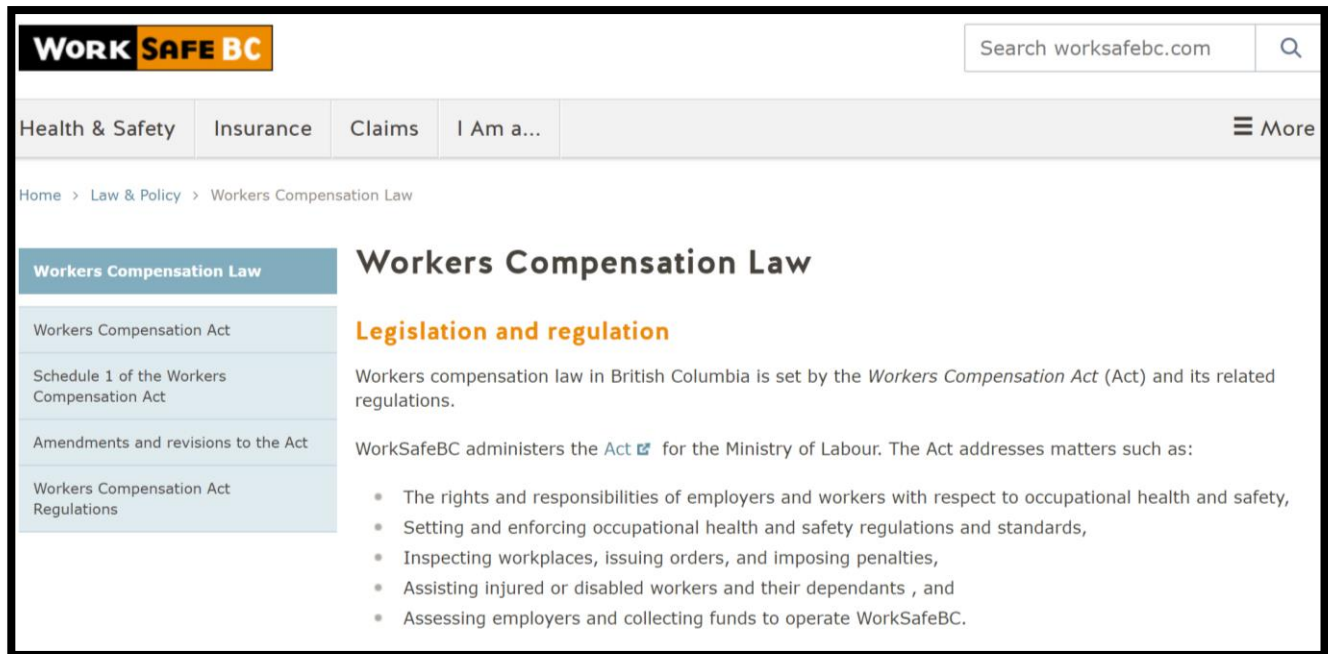 WORK SAFE BC
Search worksafebc.com
Health & Safety Insurance Claims I Am a... More
Home > Law & Policy > Workers Compensation Law
Workers Compensation Law
Workers Compensation Act
Schedule 1 of the Workers
Compensation Act
Amendments and revisions to the Act
Workers Compensation Act
Regulations
Workers Compensation Law
Legislation and regulation
Workers compensation law in British Columbia is set by the Workers Compensation Act (Act) and its related
regulations.
WorkSafeBC administers the Act for the Ministry of Labour. The Act addresses matters such as:
The rights and responsibilities of employers and workers with respect to occupational health and safety,
Setting and enforcing occupational health and safety regulations and standards,
Inspecting workplaces, issuing orders, and imposing penalties,
Assisting injured or disabled workers and their dependants , and
Assessing employers and collecting funds to operate WorkSafeBC.